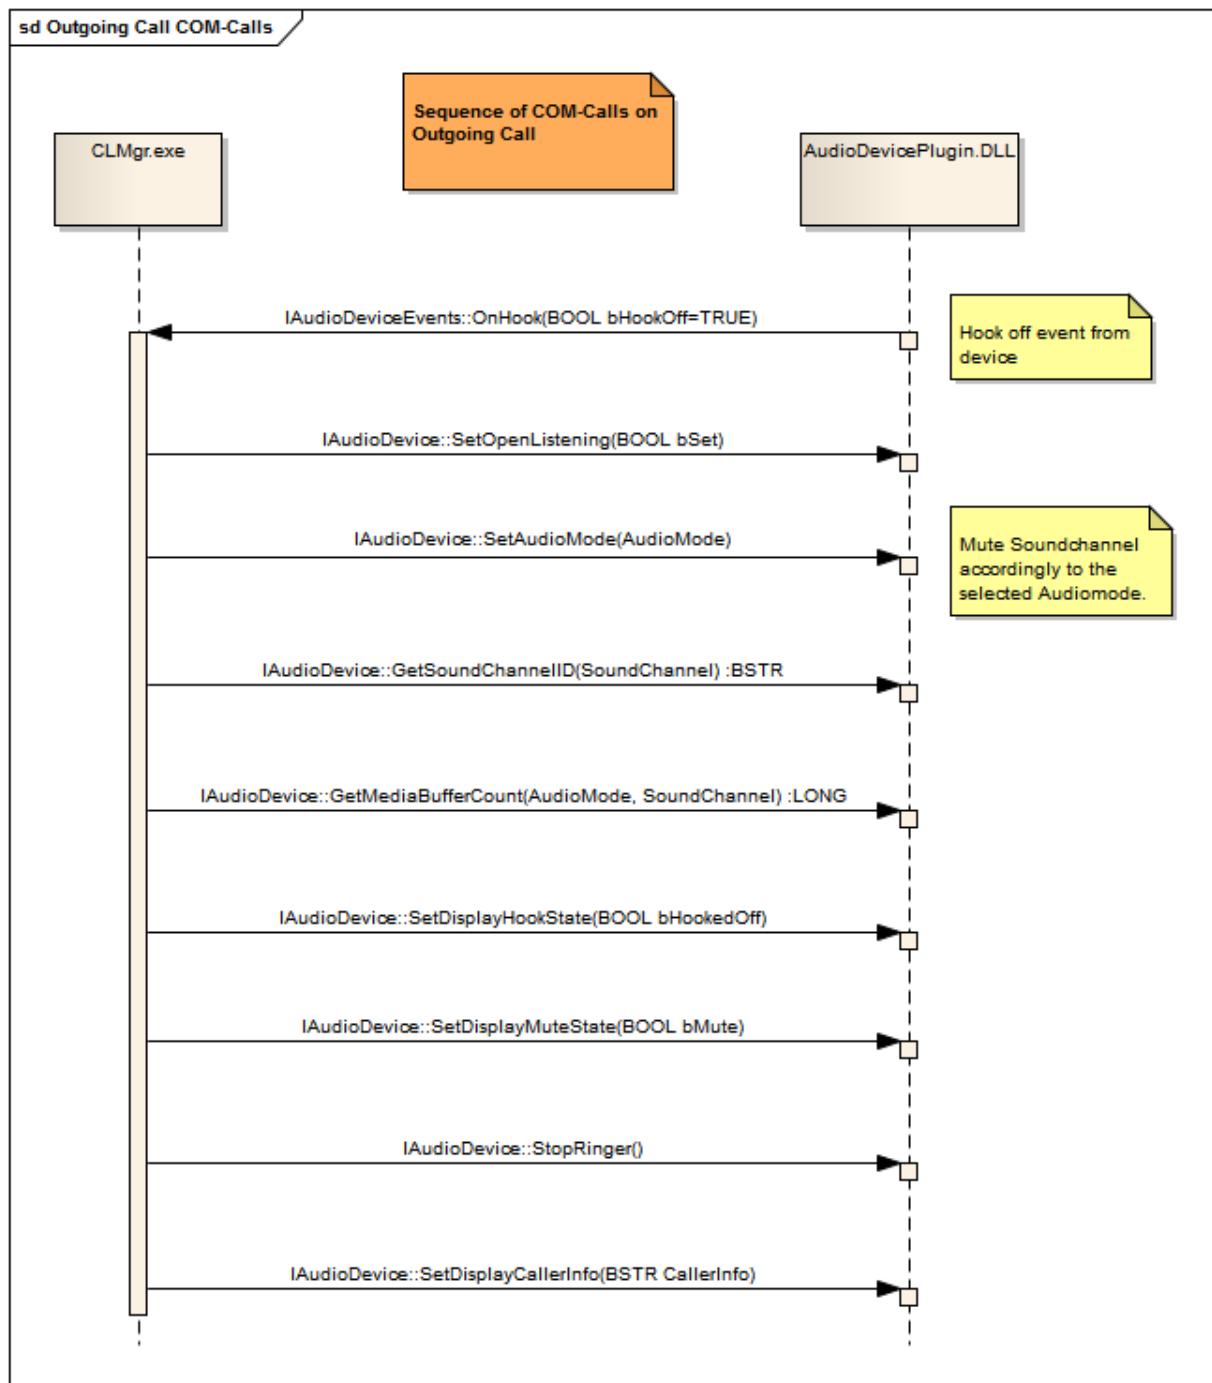 sd Outgoing Call COM-Calls
Sequence of COM-Calls on
Outgoing Call
CLMgr.exe
AudioDevicePlugin.DLL
IAudioDeviceEvents::OnHook(BOOL bHookOff=TRUE)
Hook off event from
device
IAudioDevice::SetOpenListening(BOOL bSet)
IAudioDevice::SetAudioMode(AudioMode)
Mute Soundchannel
accordingly to the
selected Audiomode.
IAudioDevice::GetSoundChannelID(SoundChannel) :BSTR
IAudioDevice::GetMediaBufferCount(AudioMode, SoundChannel) :LONG
IAudioDevice::SetDisplayHookState(BOOL bHookedOff)
IAudioDevice::SetDisplayMuteState(BOOL bMute)
IAudioDevice::StopRinger()
IAudioDevice::SetDisplayCallerInfo(BSTR CallerInfo)